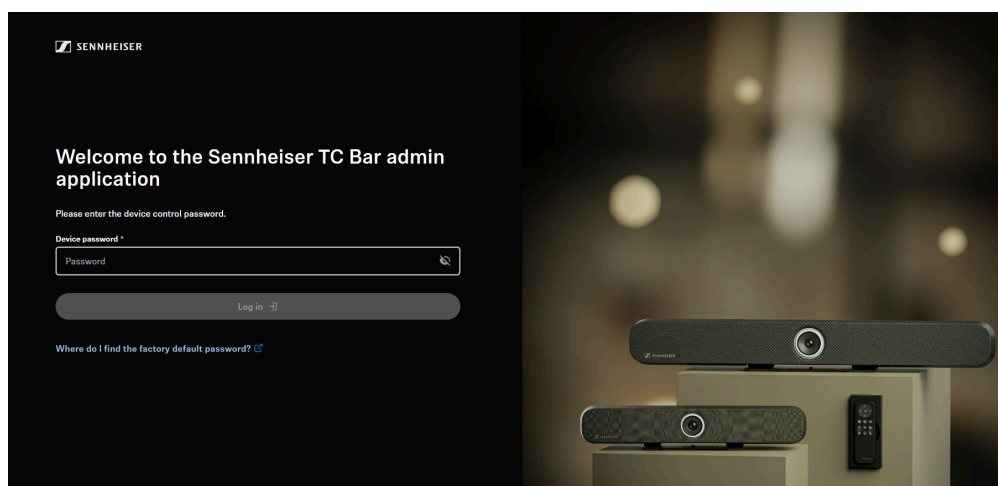 SENNHEISER
Welcome to the Sennheiser TC Bar admin
application
Please enter the device control password.
Device password *
Password
Log in
Where do I find the factory default password?
SENNHEISER